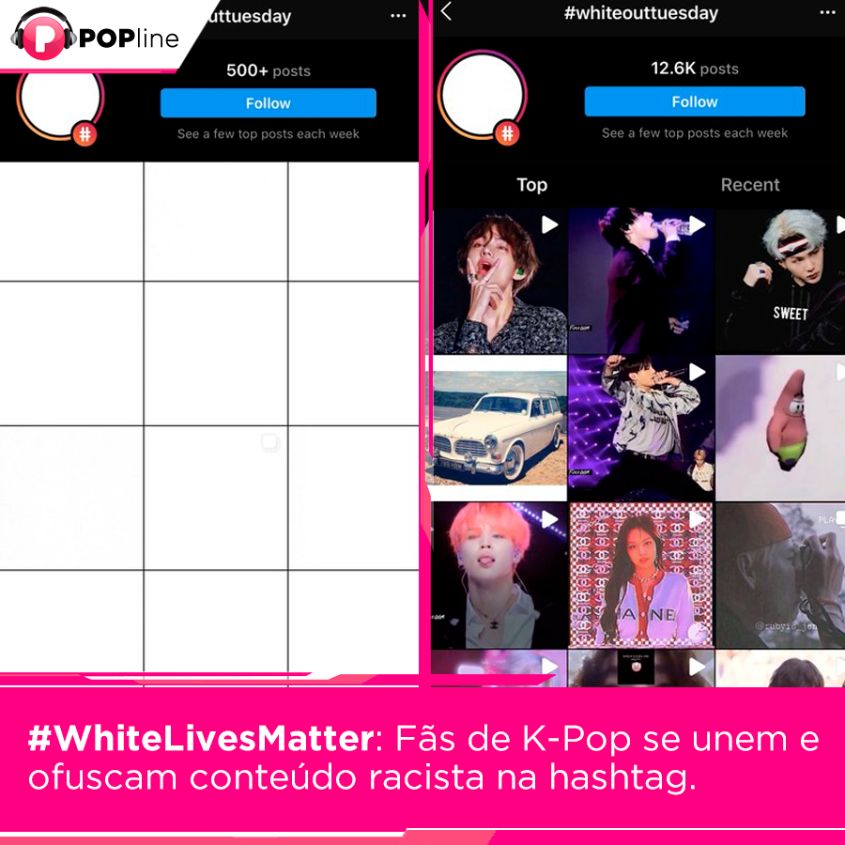 POPline
uttuesday
500+ posts
Follow
#
See a few top posts each week
#whiteouttuesday
12.6K posts
Follow
#
See a few top posts each week
Top
Recent
SWEET
#WhiteLivesMatter: Fãs de K-Pop se unem e
ofuscam conteúdo racista na hashtag.